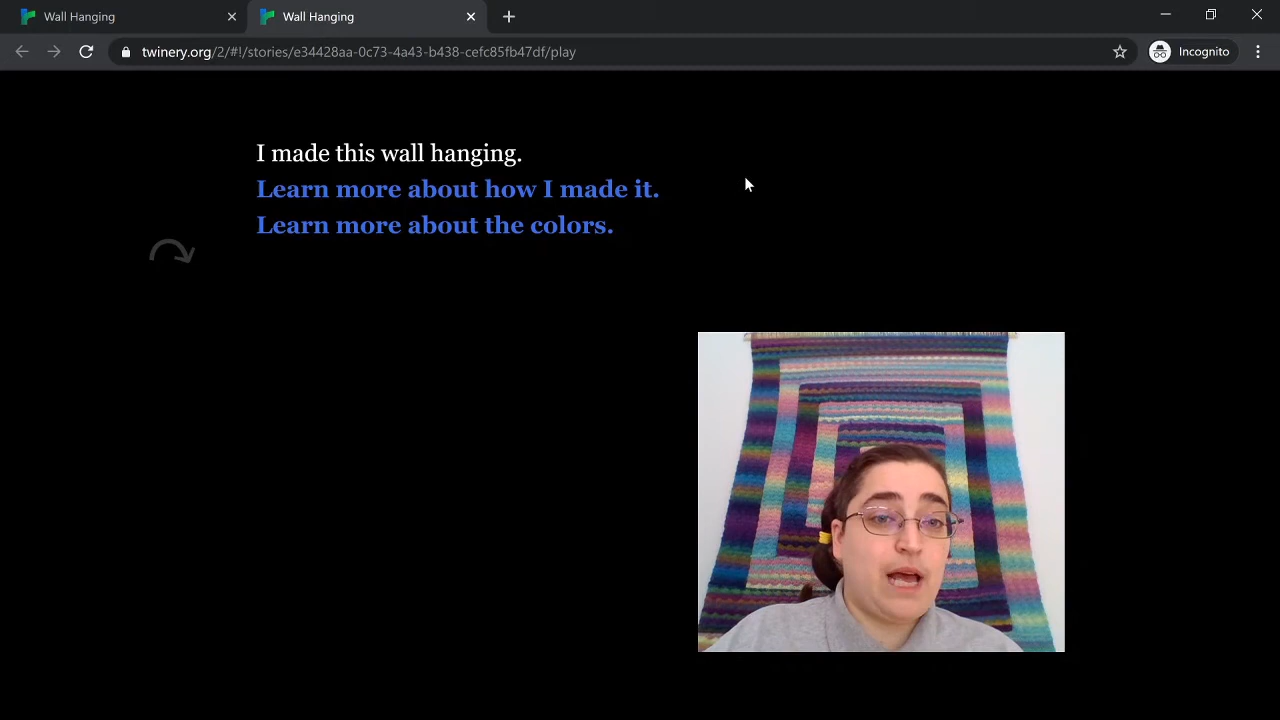 Wall Hanging
Wall Hanging
twinery.org/2/#!/stories/e34428aa-0c73-4a43-b438-cefc85fb47df/play
Incognito
I made this wall hanging.
Learn more about how I made it.
Learn more about the colors.